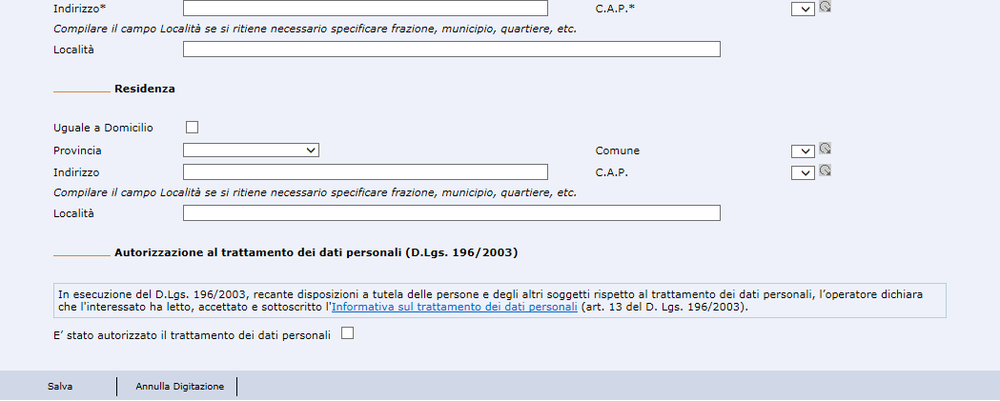 Indirizzo* C.A.P.*
Compilare il campo Località se si ritiene necessario specificare frazione, municipio, quartiere, etc.
Località
Residenza
Uguale a Domicilio
Provincia Comune
Indirizzo C.A.P.
Compilare il campo Località se si ritiene necessario specificare frazione, municipio, quartiere, etc.
Località
Autorizzazione al trattamento dei dati personali (D.Lgs. 196/2003)
In esecuzione del D.Lgs. 196/2003, recante disposizioni a tutela delle persone e degli altri soggetti rispetto al trattamento dei dati personali, l’operatore dichiara
che l'interessato ha letto, accettato e sottoscritto l'Informativa sul trattamento dei dati personali (art. 13 del D. Lgs. 196/2003).
E’ stato autorizzato il trattamento dei dati personali
Salva Annulla Digitazione